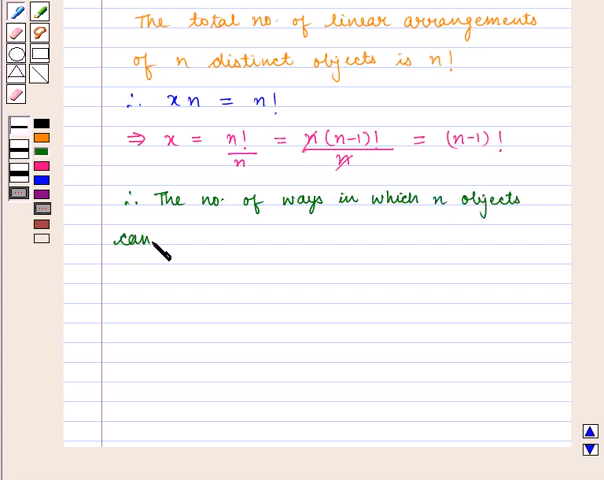 The total no. of linear arrangements
of n distinct objects is n!
∴ xn = n!
⇒ x = n!/n = n(n-1)!/n = (n-1)!
∴ The no. of ways in which n objects
can